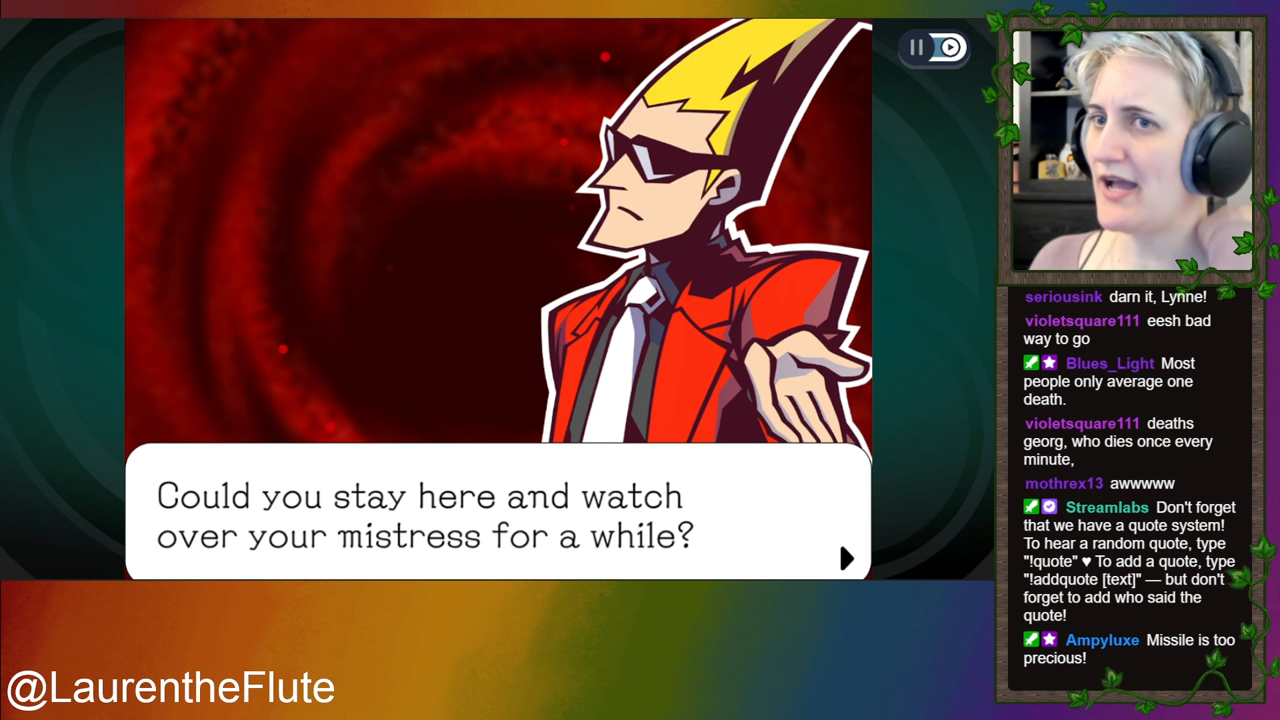 Could you stay here and watch
over your mistress for a while?
@LaurentheFlute
seriousink darn it, Lynne!
violetsquare111 eesh bad
way to go
Blues_Light Most
people only average one
death.
violetsquare111 deaths
georg, who dies once every
minute,
mothrex13 awwwww
Streamlabs Don't forget
that we have a quote system!
To hear a random quote, type
"!quote" ♥ To add a quote, type
"!addquote [text]" — but don't
forget to add who said the
quote!
Ampyluxe Missile is too
precious!